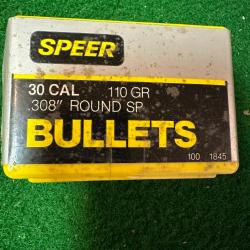 SPEER
30 CAL 110 GR
.308" ROUND SP
BULLETS
100 1845